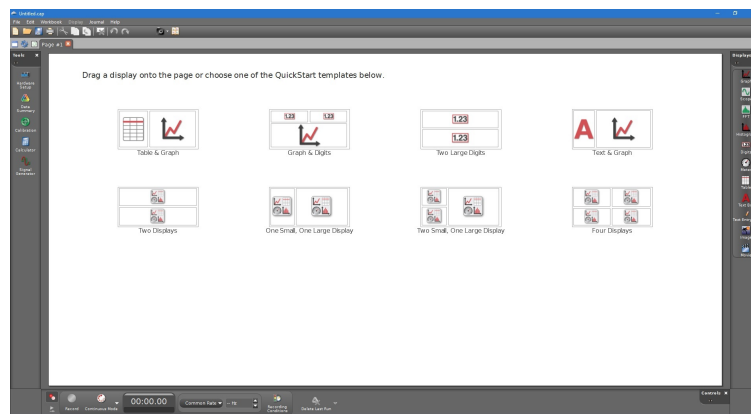 Untitled.cap
File Edit Workbook Display Journal Help
Page #1
Tools
Displays
Drag a display onto the page or choose one of the QuickStart templates below.
Hardware Setup
Data Summary
Calibration
Calculator
Signal Generator
1.23 1.23
1.23
1.23
A
Table & Graph
Graph & Digits
Two Large Digits
Text & Graph
Two Displays
One Small, One Large Display
Two Small, One Large Display
Four Displays
Graph
Scope
FFT
Histogram
Digits
Meter
Table
Record
Continuous Mode
00:00.00
Common Rate
-- Hz
Recording Conditions
Delete Last Run
Controls